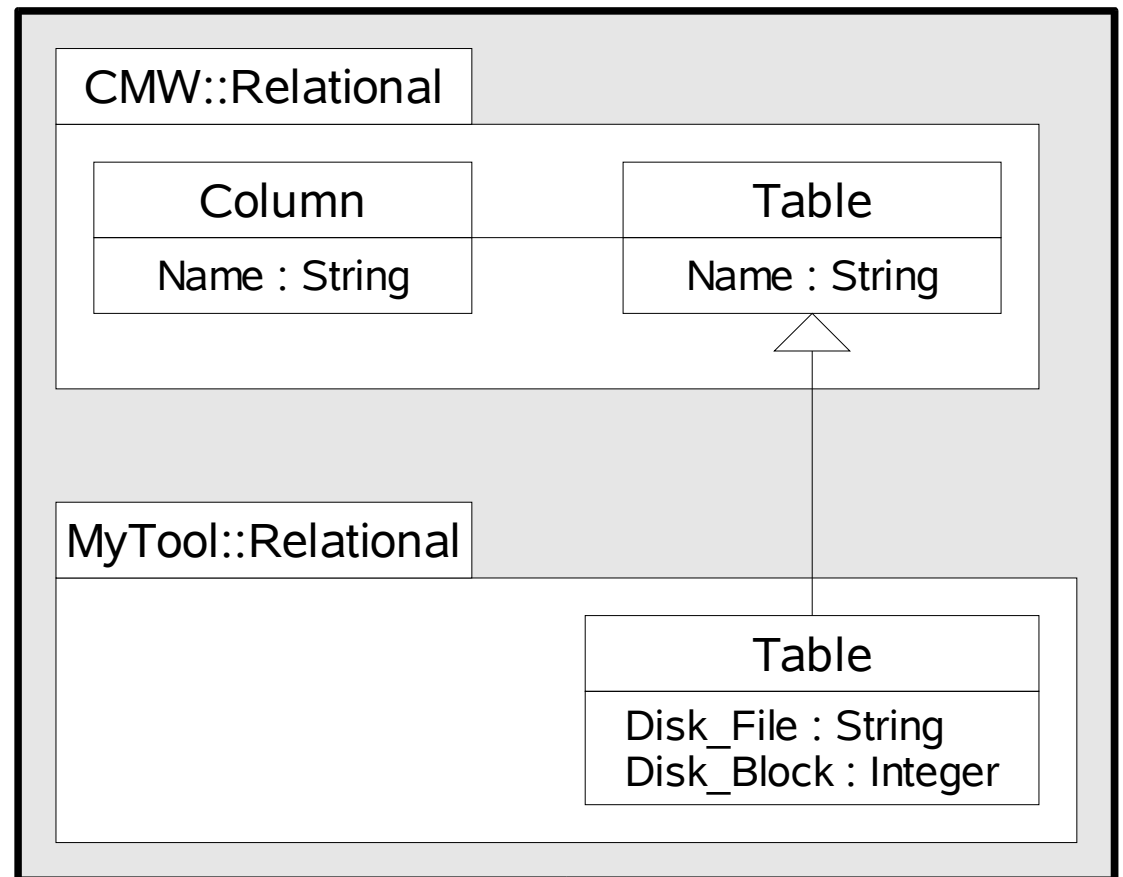 CMW::Relational
Column
Name : String
Table
Name : String
MyTool::Relational
Table
Disk_File : String
Disk_Block : Integer